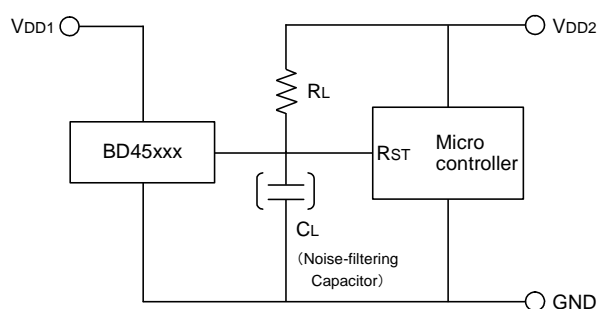 VDD1
VDD2
RL
BD45xxx
RST
Micro
controller
CL
（Noise-filtering
Capacitor）
GND